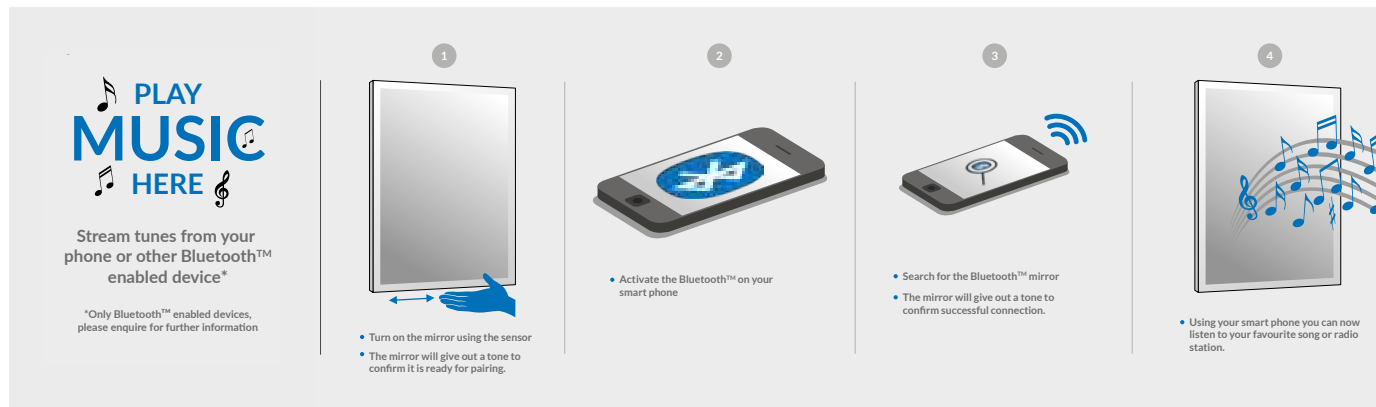 PLAY
MUSIC
HERE
Stream tunes from your
phone or other Bluetooth™
enabled device*
*Only Bluetooth™ enabled devices,
please enquire for further information
1
• Turn on the mirror using the sensor
• The mirror will give out a tone to
confirm it is ready for pairing.
2
• Activate the Bluetooth™ on your
smart phone
3
• Search for the Bluetooth™ mirror
• The mirror will give out a tone to
confirm successful connection.
4
• Using your smart phone you can now
listen to your favourite song or radio
station.